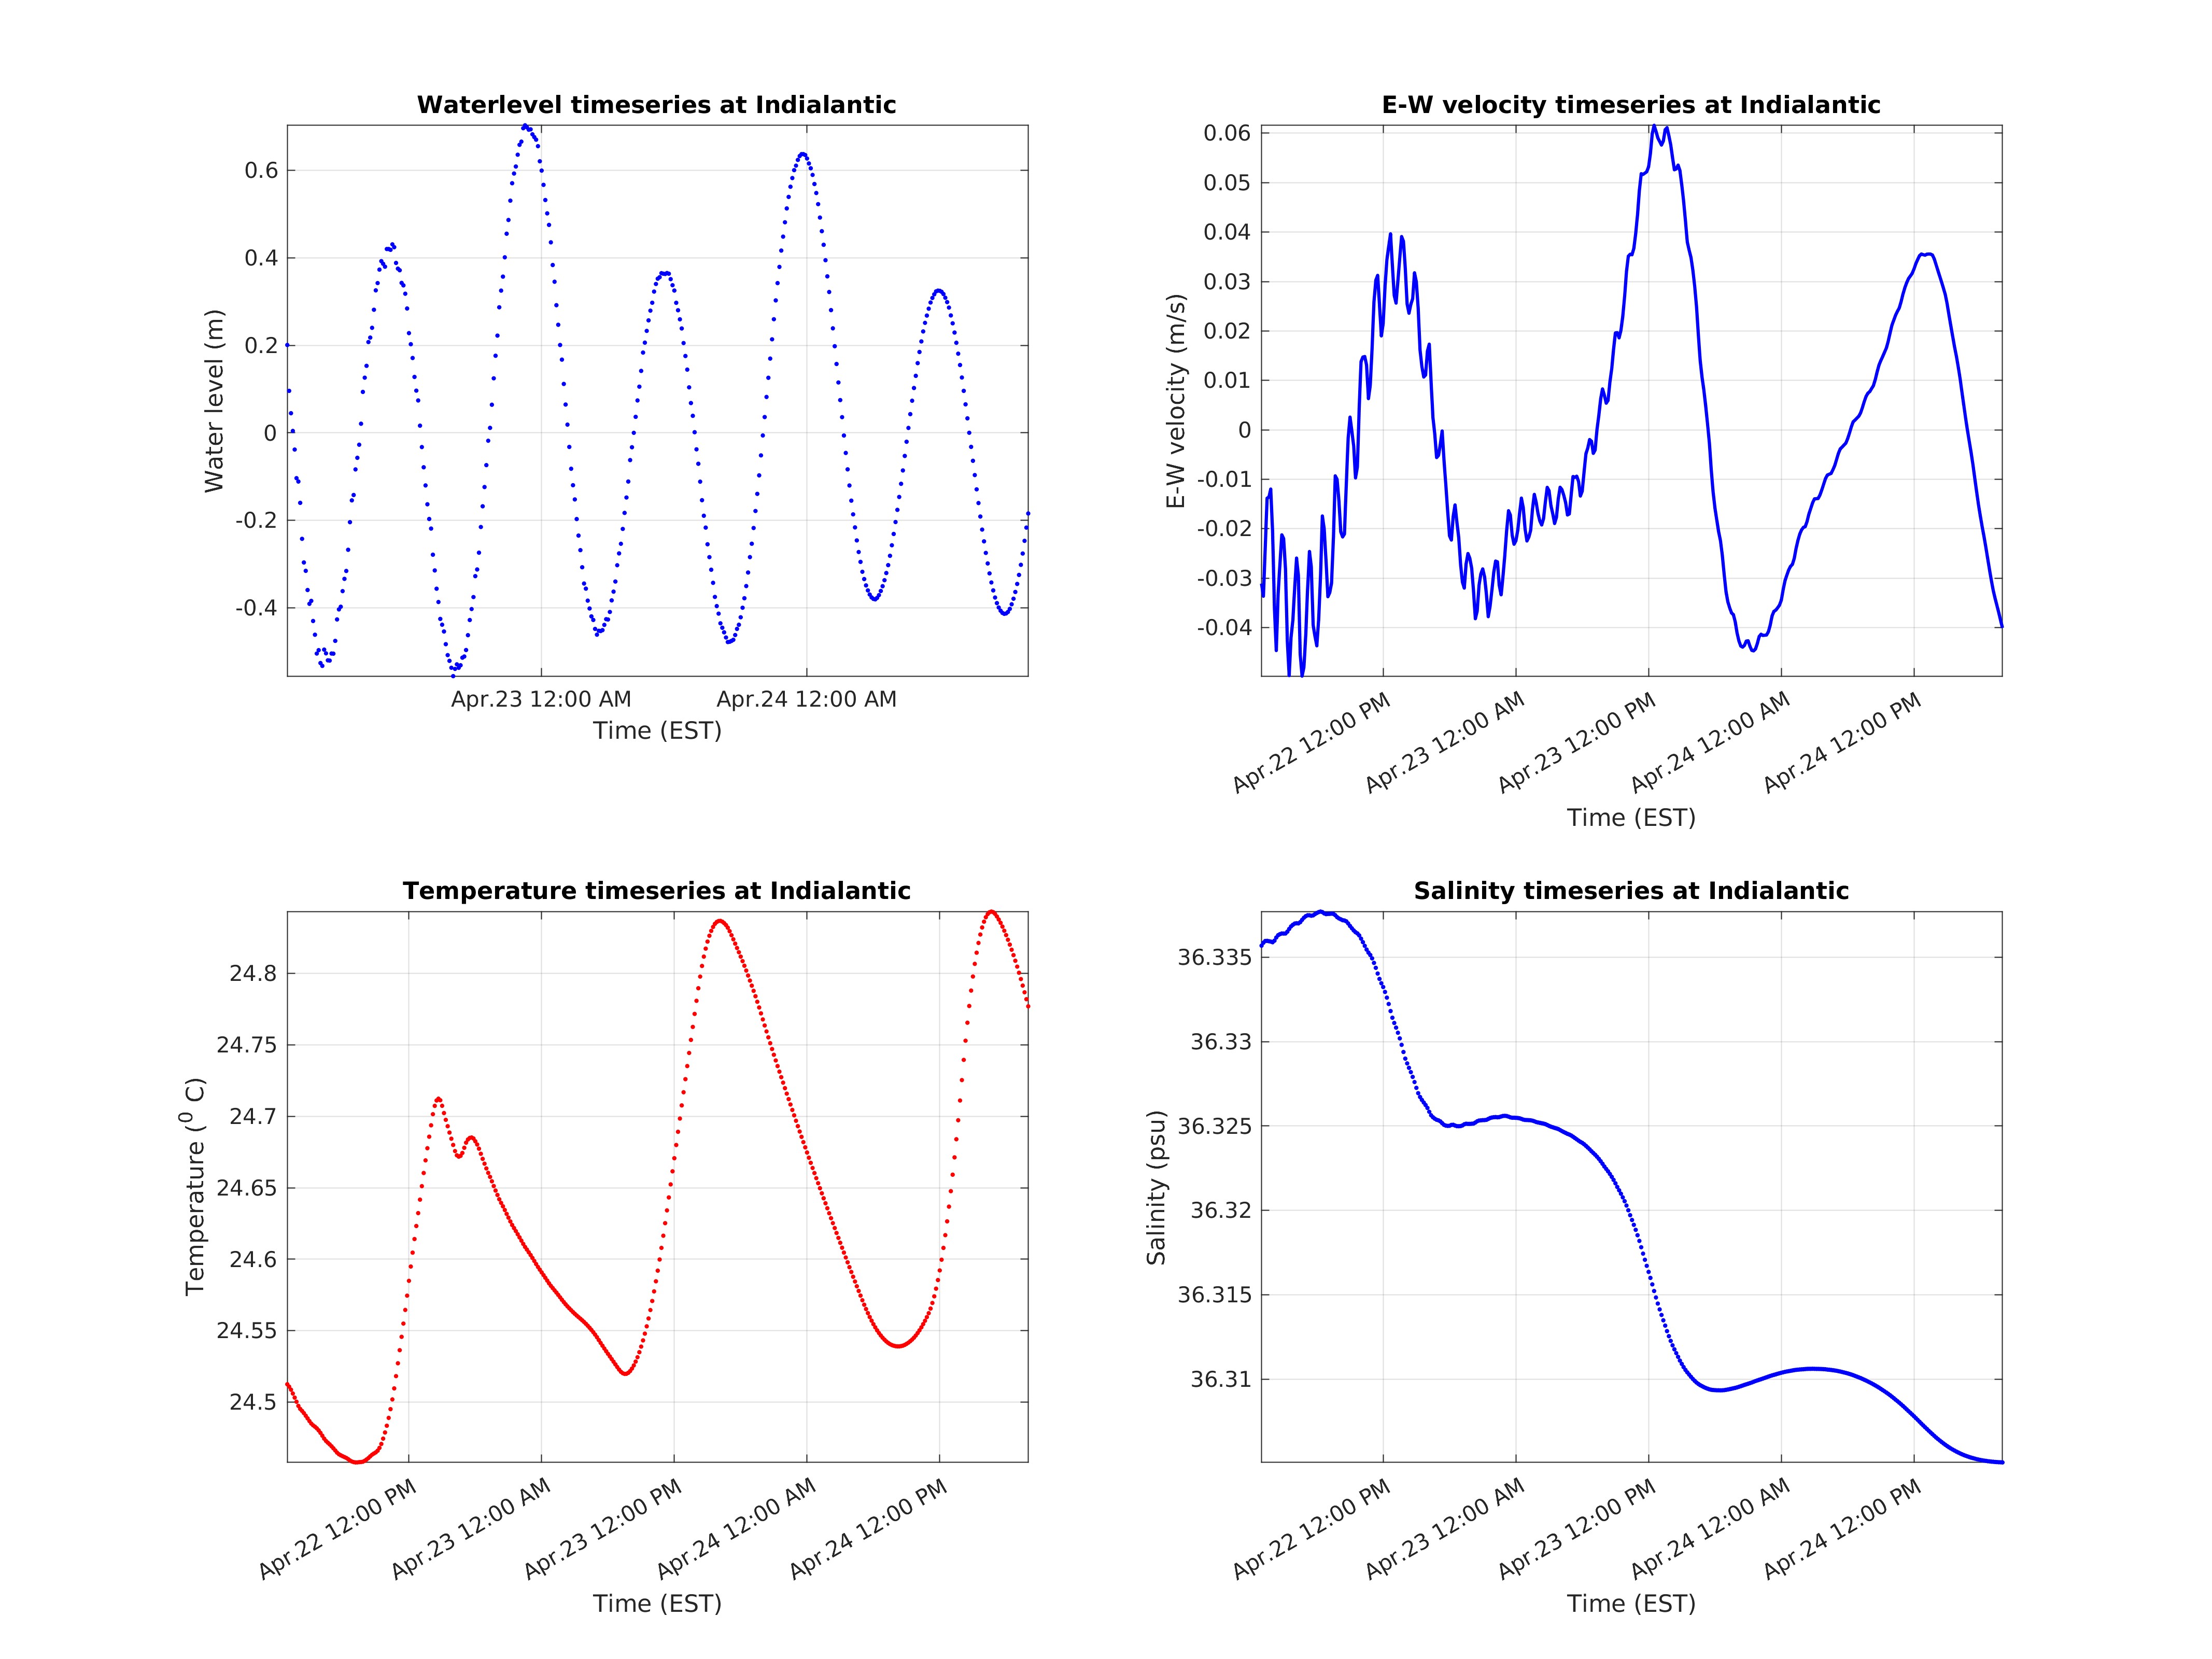 Waterlevel timeseries at Indialantic
0.6
0.4
0.2
0
-0.2
-0.4
Water level (m)
Apr.23 12:00 AM
Apr.24 12:00 AM
Time (EST)
E-W velocity timeseries at Indialantic
0.06
0.05
0.04
0.03
0.02
0.01
0
-0.01
-0.02
-0.03
-0.04
E-W velocity (m/s)
Apr.22 12:00 PM
Apr.23 12:00 AM
Apr.23 12:00 PM
Apr.24 12:00 AM
Apr.24 12:00 PM
Time (EST)
Temperature timeseries at Indialantic
24.8
24.75
24.7
24.65
24.6
24.55
24.5
Temperature (⁰ C)
Apr.22 12:00 PM
Apr.23 12:00 AM
Apr.23 12:00 PM
Apr.24 12:00 AM
Apr.24 12:00 PM
Time (EST)
Salinity timeseries at Indialantic
36.335
36.33
36.325
36.32
36.315
36.31
Salinity (psu)
Apr.22 12:00 PM
Apr.23 12:00 AM
Apr.23 12:00 PM
Apr.24 12:00 AM
Apr.24 12:00 PM
Time (EST)